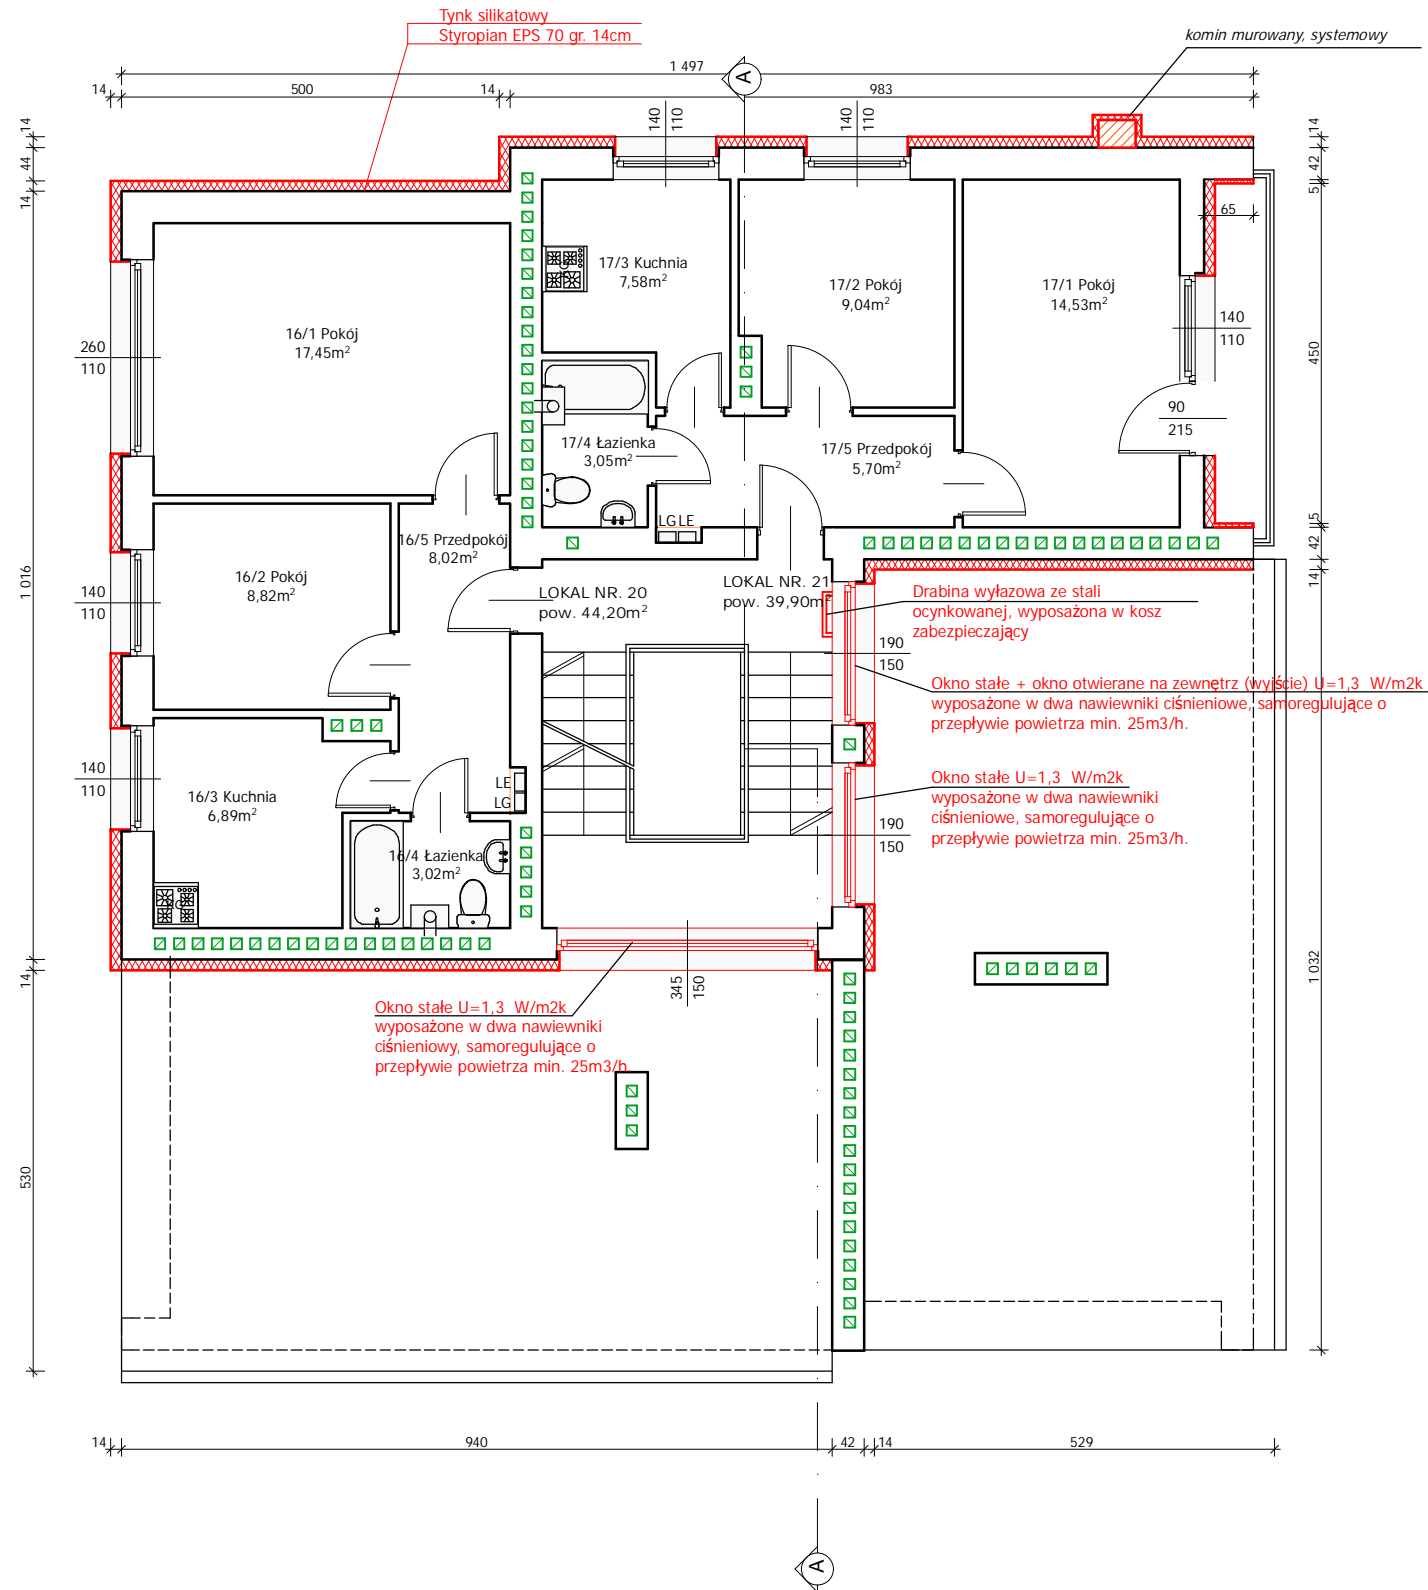 Tynk silikatowy
Styropian EPS 70 gr. 14cm
komin murowany, systemowy
1 497
A
14
500
14
983
14
44
14
140
110
140
110
14
42
5
65
17/3 Kuchnia
7,58m²
17/2 Pokój
9,04m²
17/1 Pokój
14,53m²
16/1 Pokój
17,45m²
260
110
140
110
450
90
215
17/4 Łazienka
3,05m²
17/5 Przedpokój
5,70m²
LG LE
15
42
14
16/5 Przedpokój
8,02m²
1 016
16/2 Pokój
8,82m²
140
110
LOKAL NR. 20
pow. 44,20m²
LOKAL NR. 21
pow. 39,90m²
Drabina wyłazowa ze stali
ocynkowanej, wyposażona w kosz
zabezpieczający
190
150
Okno stałe + okno otwierane na zewnętrz (wyjście) U=1,3 W/m2k
wyposażone w dwa nawiewniki ciśnieniowe, samoregulujące o
przepływie powietrza min. 25m3/h.
140
110
16/3 Kuchnia
6,89m²
LE
LG
Okno stałe U=1,3 W/m2k
wyposażone w dwa nawiewniki
ciśnieniowe, samoregulujące o
przepływie powietrza min. 25m3/h.
190
150
16/4 Łazienka
3,02m²
14
345
150
1 032
Okno stałe U=1,3 W/m2k
wyposażone w dwa nawiewniki
ciśnieniowy, samoregulujące o
przepływie powietrza min. 25m3/h.
530
14
940
42
14
529
A